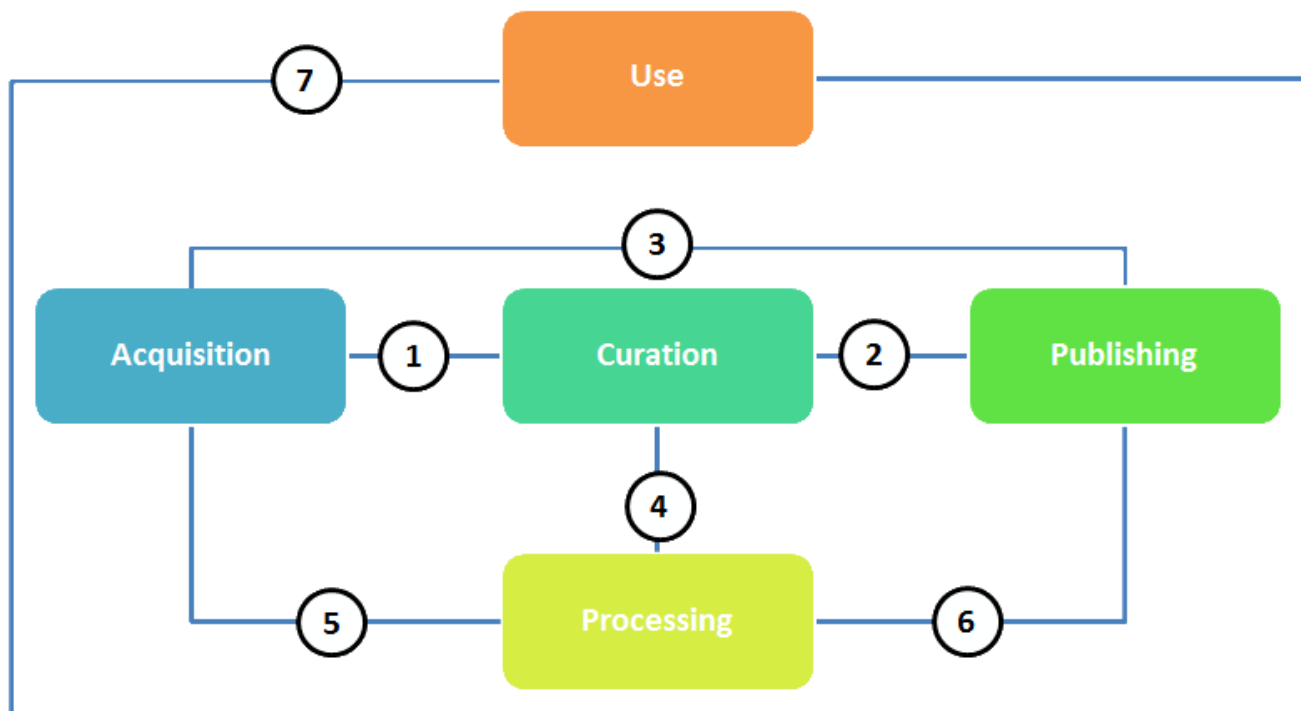 7
Use
3
Acquisition
1
Curation
2
Publishing
4
5
Processing
6